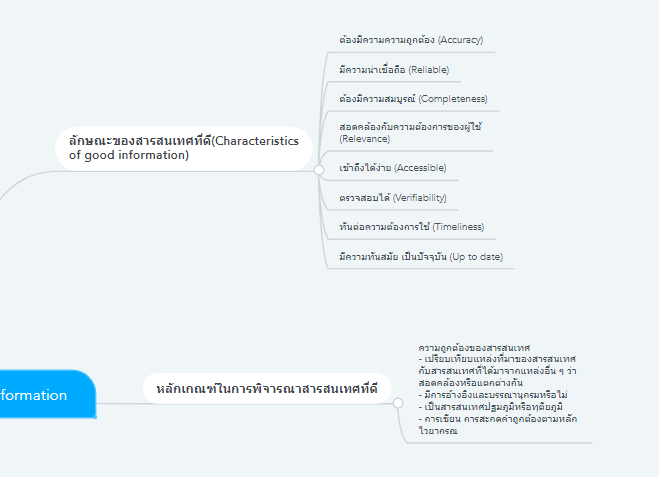 ต้องมีความความถูกต้อง (Accuracy)
มีความน่าเชื่อถือ (Reliable)
ต้องมีความสมบูรณ์ (Completeness)
สอดคล้องกับความต้องการของผู้ใช้
(Relevance)
ลักษณะของสารสนเทศที่ดี(Characteristics
of good information)
เข้าถึงได้ง่าย (Accessible)
ตรวจสอบได้ (Verifiability)
ทันต่อความต้องการใช้ (Timeliness)
มีความทันสมัย เป็นปัจจุบัน (Up to date)
formation
หลักเกณฑ์ในการพิจารณาสารสนเทศที่ดี
ความถูกต้องของสารสนเทศ
- เปรียบเทียบแหล่งที่มาของสารสนเทศ
กับสารสนเทศที่ได้มาจากแหล่งอื่น ๆ ว่า
สอดคล้องหรือแตกต่างกัน
- มีการอ้างอิงและบรรณานุกรมหรือไม่
- เป็นสารสนเทศปฐมภูมิหรือทุติยภูมิ
- การเขียน การสะกดคำถูกต้องตามหลัก
ไวยากรณ์